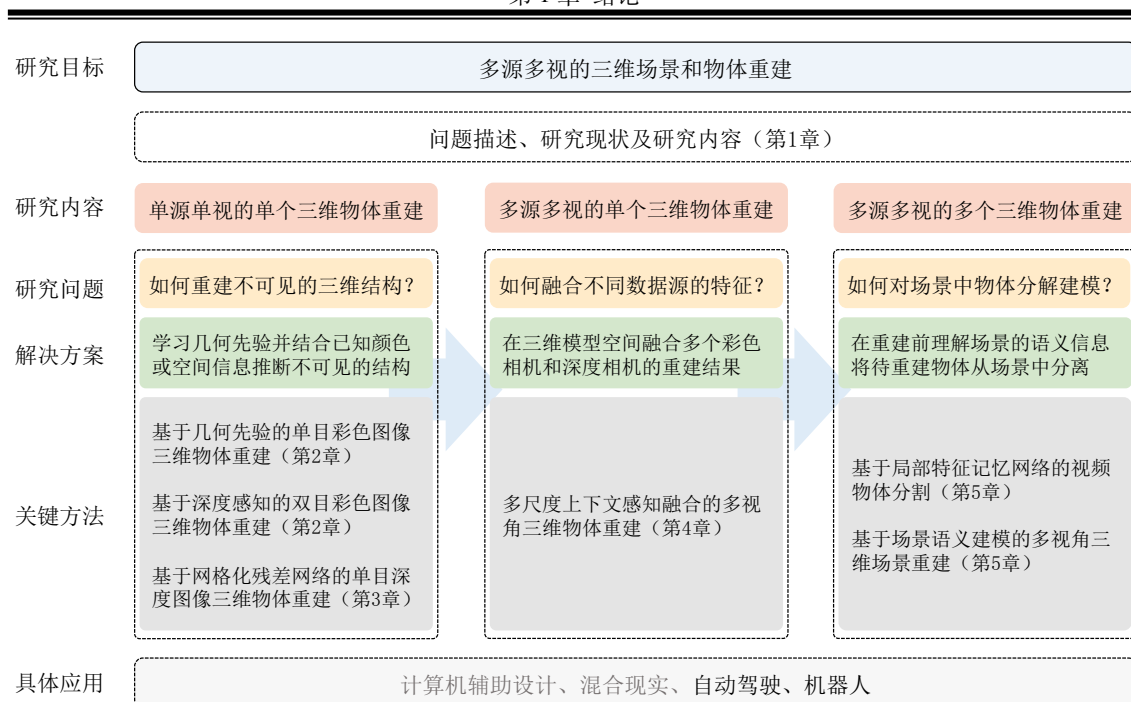 研究目标
多源多视的三维场景和物体重建
问题描述、研究现状及研究内容（第1章）
研究内容
单源单视的单个三维物体重建
多源多视的单个三维物体重建
多源多视的多个三维物体重建
研究问题
如何重建不可见的三维结构？
如何融合不同数据源的特征？
如何对场景中物体分解建模？
解决方案
学习几何先验并结合已知颜色
或空间信息推断不可见的结构
在三维模型空间融合多个彩色
相机和深度相机的重建结果
在重建前理解场景的语义信息
将待重建物体从场景中分离
关键方法
基于几何先验的单目彩色图像
三维物体重建（第2章）
基于深度感知的双目彩色图像
三维物体重建（第2章）
基于网格化残差网络的单目深
度图像三维物体重建（第3章）
多尺度上下文感知融合的多视
角三维物体重建（第4章）
基于局部特征记忆网络的视频
物体分割（第5章）
基于场景语义建模的多视角三
维场景重建（第5章）
具体应用
计算机辅助设计、混合现实、自动驾驶、机器人